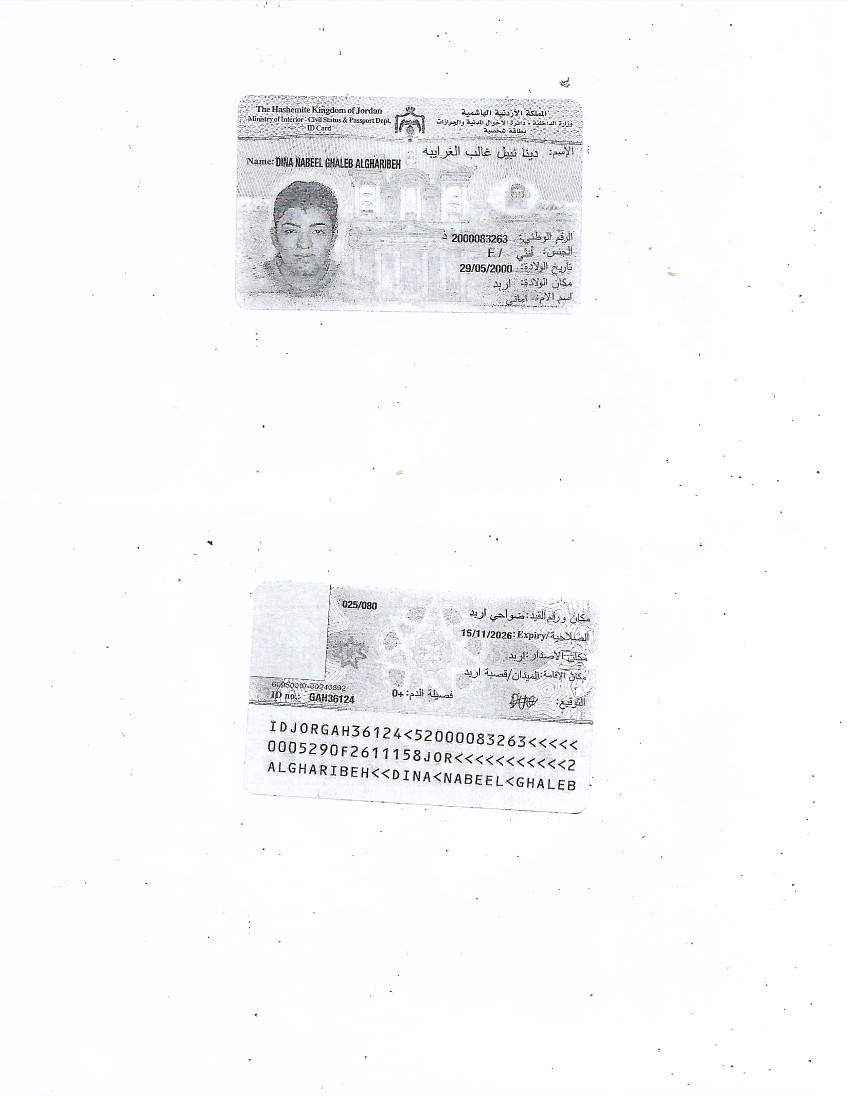 The Hashemite Kingdom of Jordan
Ministry of Interior - Civil Status & Passport Dept.
ID Card
المملكة الأردنية الهاشمية
وزارة الداخلية - دائرة الأحوال المدنية والجوازات
بطاقة شخصية
الإسم: دينا نبيل غالب الغرايبه
Name: DINA NABEEL GHALEB ALGHARIBEH
الرقم الوطني: 2000083263
الجنس: أنثى / F
تاريخ الولادة: 29/05/2000
مكان الولادة: اربد
اسم الام: أماني
025/080
مكان ورقم القيد: ضواحي اربد
الصلاحية/Expiry: 15/11/2026
مكان الاصدار: اربد
مكان الإقامة: الميدان/قصبة اربد
فصيلة الدم: O+
التوقيع:
ID no.: GAH36124
IDJORGAH36124<52000083263<<<<<
0005290F2611158JOR<<<<<<<<<<<2
ALGHARIBEH<<DINA<NABEEL<GHALEB